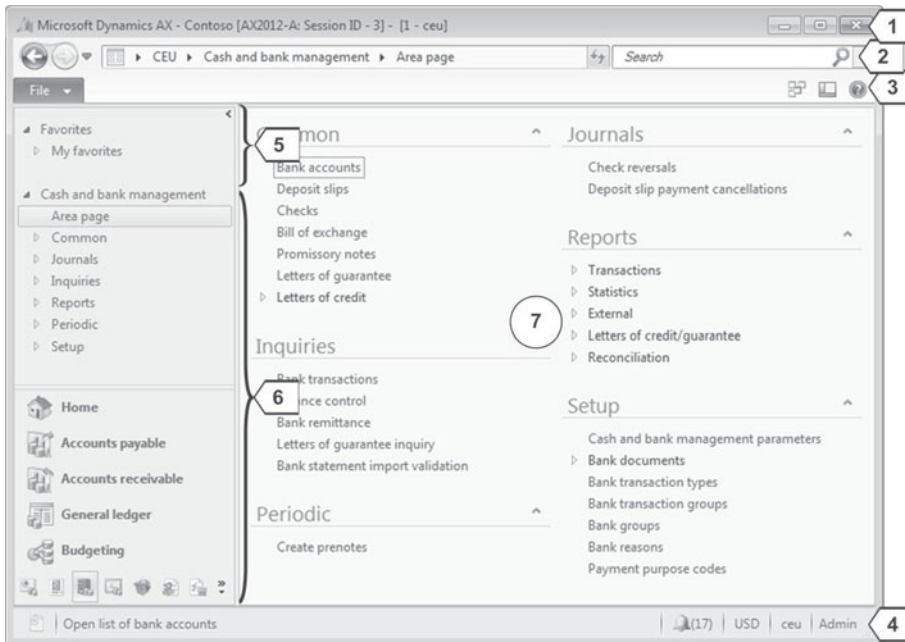 Microsoft Dynamics AX - Contoso [AX2012-A: Session ID - 3] - [1 - ceu]
1
CEU Cash and bank management Area page
Search
2
File
3
Favorites
My favorites
5
Cash and bank management
Area page
Common
Journals
Inquiries
Reports
Periodic
Setup
6
Home
Accounts payable
Accounts receivable
General ledger
Budgeting
mon
Bank accounts
Deposit slips
Checks
Bill of exchange
Promissory notes
Letters of guarantee
Letters of credit
Inquiries
Bank transactions
ance control
Bank remittance
Letters of guarantee inquiry
Bank statement import validation
Periodic
Create prenotes
7
Journals
Check reversals
Deposit slip payment cancellations
Reports
Transactions
Statistics
External
Letters of credit/guarantee
Reconciliation
Setup
Cash and bank management parameters
Bank documents
Bank transaction types
Bank transaction groups
Bank groups
Bank reasons
Payment purpose codes
Open list of bank accounts
(17) USD ceu Admin
4